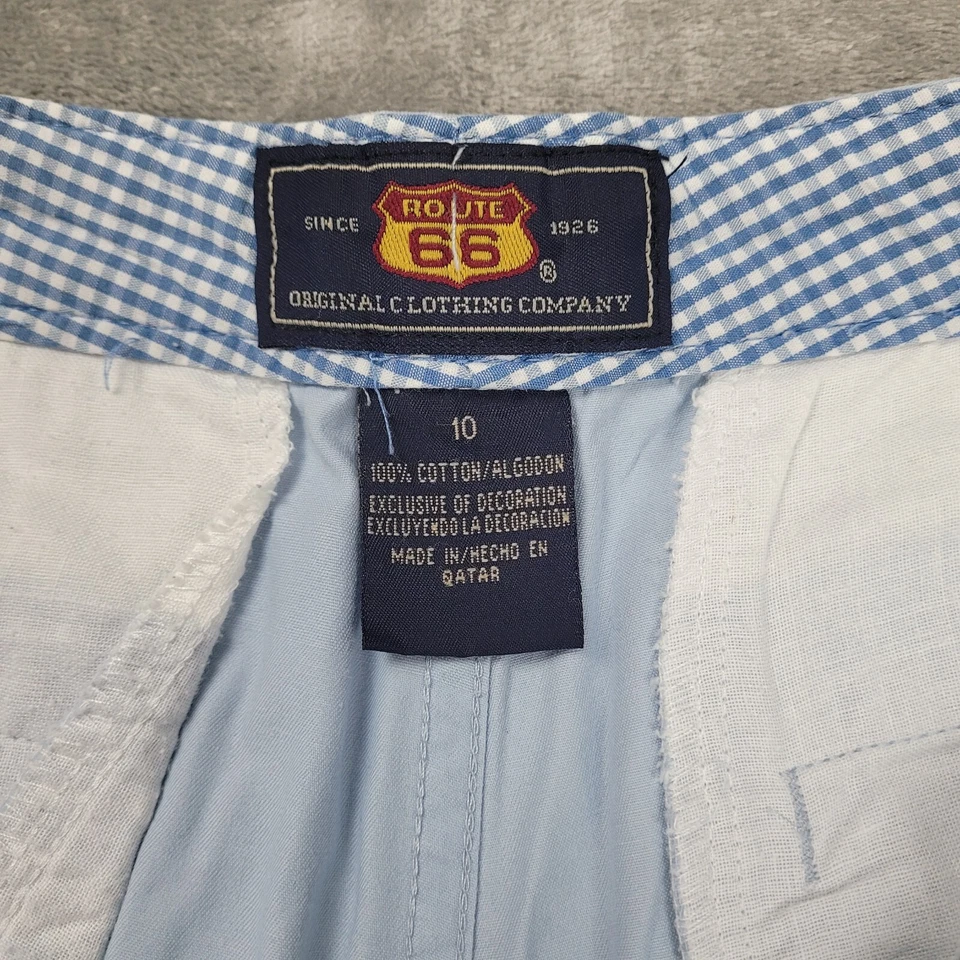 SINCE ROUTE 66 1926 ®
ORIGINAL CLOTHING COMPANY
10
100% COTTON/ALGODON
EXCLUSIVE OF DECORATION
EXCLUYENDO LA DECORACION
MADE IN/HECHO EN
QATAR